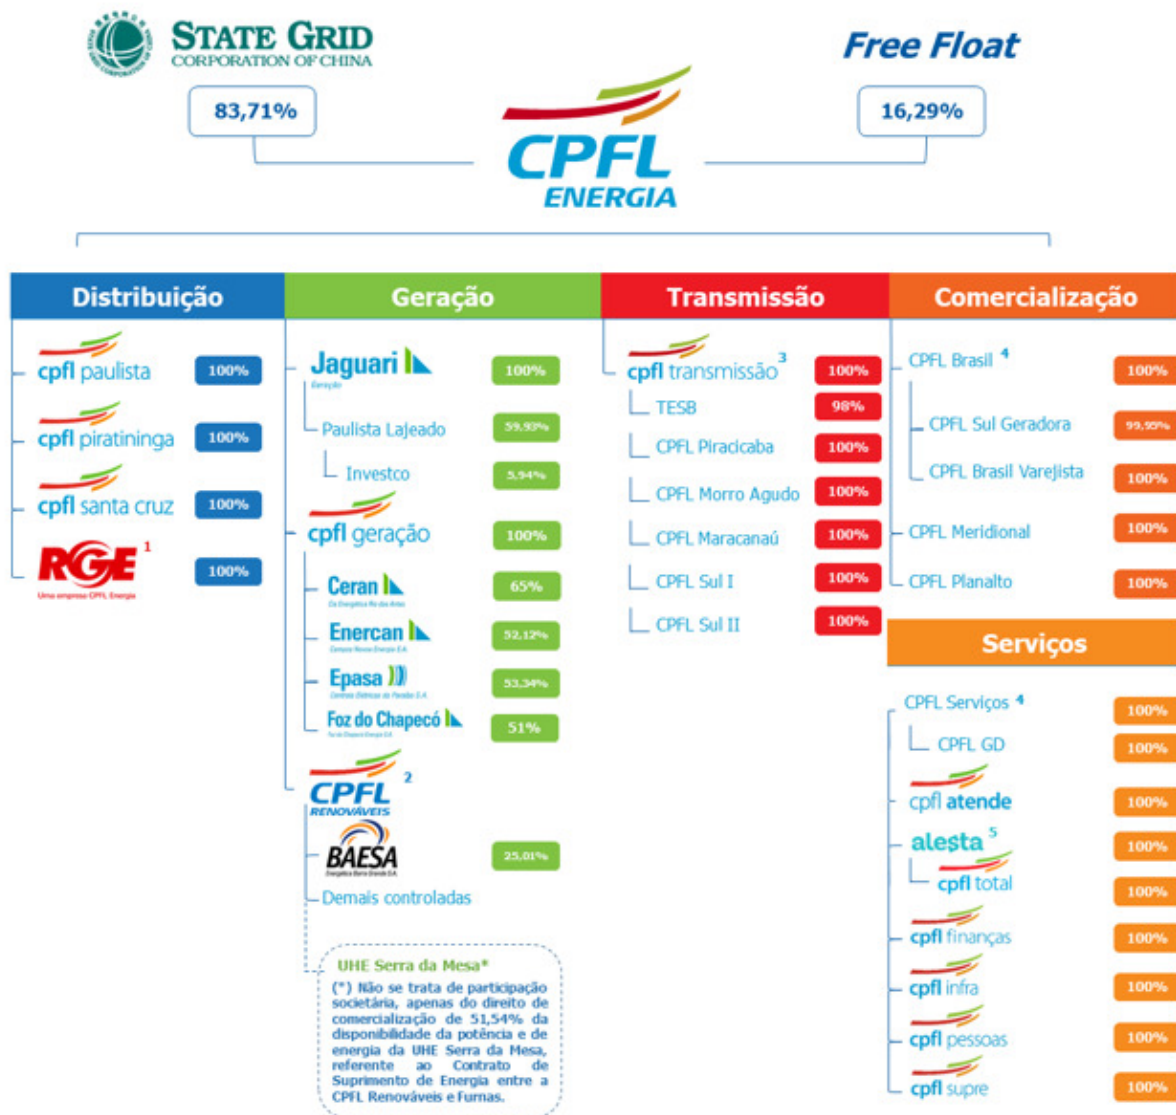 STATE GRID
CORPORATION OF CHINA
83,71%
CPFL
ENERGIA
Free Float
16,29%
Distribuição
cpfl paulista
100%
cpfl piratininga
100%
cpfl santa cruz
100%
RGE 1
Uma empresa CPFL Energia
100%
Geração
Jaguari
Geração
100%
Paulista Lajeado
59,93%
Investco
5,94%
cpfl geração
100%
Ceran
65%
Enercan
52,12%
Epasa
53,34%
Foz do Chapecó
51%
CPFL 2
RENOVÁVEIS
BAESA
25,01%
Demais controladas
UHE Serra da Mesa*
(*) Não se trata de participação
societária, apenas do direito de
comercialização de 51,54% da
disponibilidade da potência e de
energia da UHE Serra da Mesa,
referente ao Contrato de
Suprimento de Energia entre a
CPFL Renováveis e Furnas.
Transmissão
cpfl transmissão 3
100%
TESB
98%
CPFL Piracicaba
100%
CPFL Morro Agudo
100%
CPFL Maracanaú
100%
CPFL Sul I
100%
CPFL Sul II
100%
Comercialização
CPFL Brasil 4
100%
CPFL Sul Geradora
99,95%
CPFL Brasil Varejista
100%
CPFL Meridional
100%
CPFL Planalto
100%
Serviços
CPFL Serviços 4
100%
CPFL GD
100%
cpfl atende
100%
alesta 5
100%
cpfl total
100%
cpfl finanças
100%
cpfl infra
100%
cpfl pessoas
100%
cpfl supre
100%